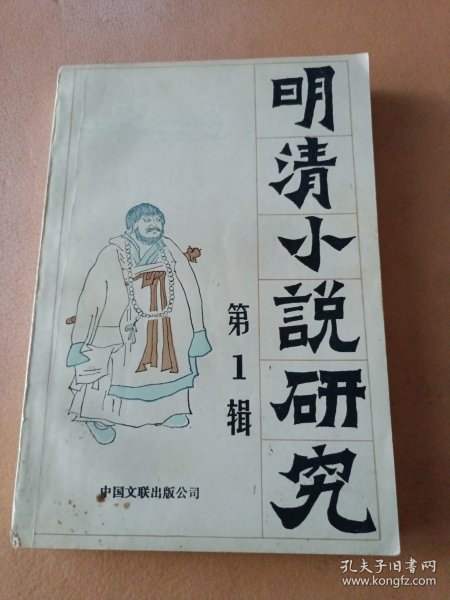 明清小說研究
第1辑
中国文联出版公司
孔夫子旧书网
www.kongfz.com